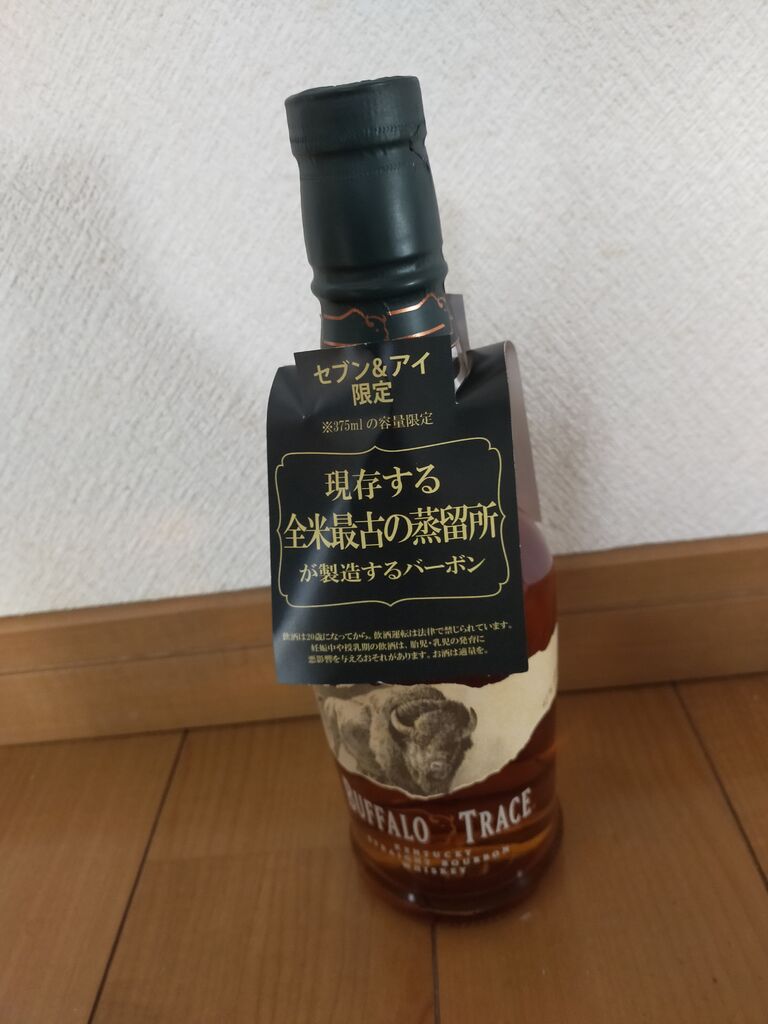 セブン&アイ
限定
※375ml の容量限定
現存する
全米最古の蒸留所
が製造するバーボン
飲酒は20歳になってから。飲酒運転は法律で禁じられています。
妊娠中や授乳期の飲酒は、胎児・乳児の発育に
悪影響を与えるおそれがあります。お酒は適量を。
BUFFALO TRACE
KENTUCKY
STRAIGHT BOURBON
WHISKEY